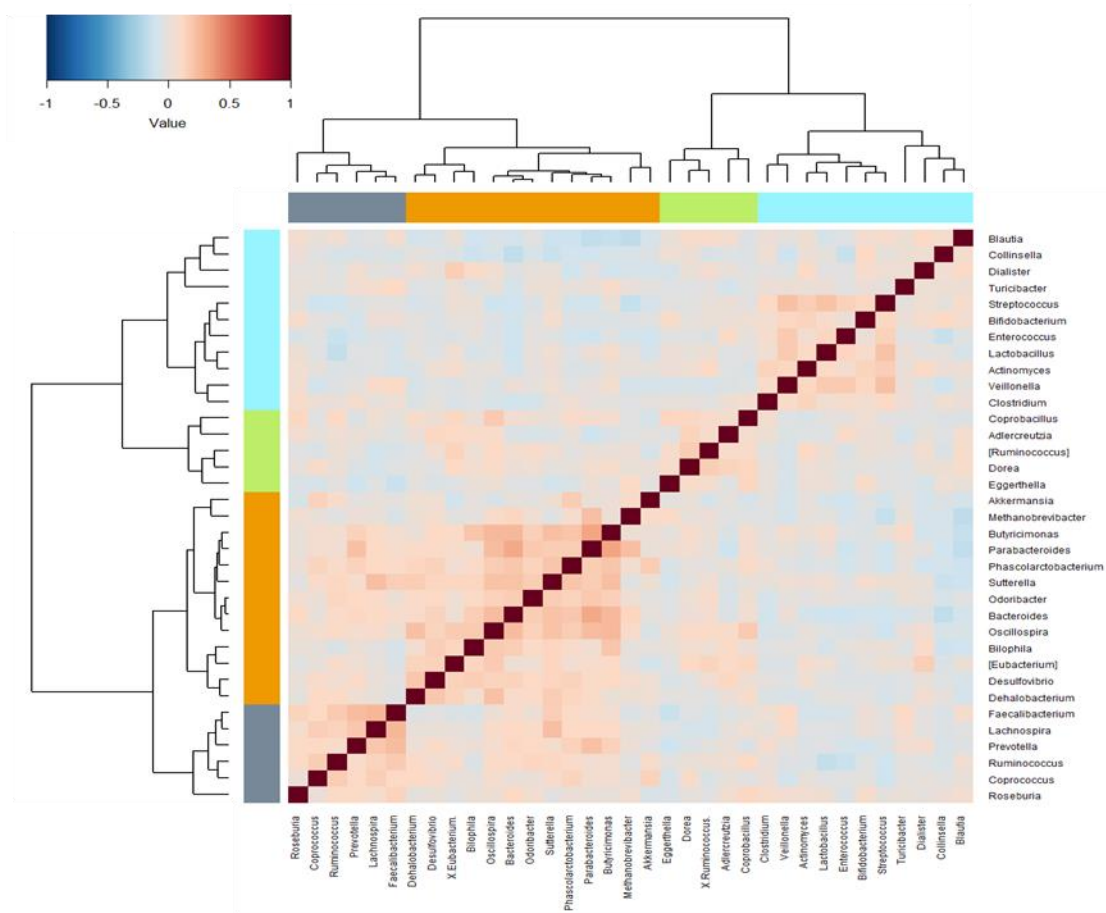 -1 -0.5 0 0.5 1
Value
Blautia
Collinsella
Dialister
Turicibacter
Streptococcus
Bifidobacterium
Enterococcus
Lactobacillus
Actinomyces
Veillonella
Clostridium
Coprobacillus
Adlercreutzia
[Ruminococcus]
Dorea
Eggerthella
Akkermansia
Methanobrevibacter
Butyricimonas
Parabacteroides
Phascolarctobacterium
Sutterella
Odoribacter
Bacteroides
Oscillospira
Bilophila
[Eubacterium]
Desulfovibrio
Dehalobacterium
Faecalibacterium
Lachnospira
Prevotella
Ruminococcus
Coprococcus
Roseburia
Roseburia
Coprococcus
Ruminococcus
Prevotella
Lachnospira
Faecalibacterium
Dehalobacterium
Desulfovibrio
X.Eubacterium.
Bilophila
Oscillospira
Bacteroides
Odoribacter
Sutterella
Phascolarctobacterium
Parabacteroides
Butyricimonas
Methanobrevibacter
Akkermansia
Eggerthella
Dorea
X.Ruminococcus.
Adlercreutzia
Coprobacillus
Clostridium
Veillonella
Actinomyces
Lactobacillus
Enterococcus
Bifidobacterium
Streptococcus
Turicibacter
Dialister
Collinsella
Blautia